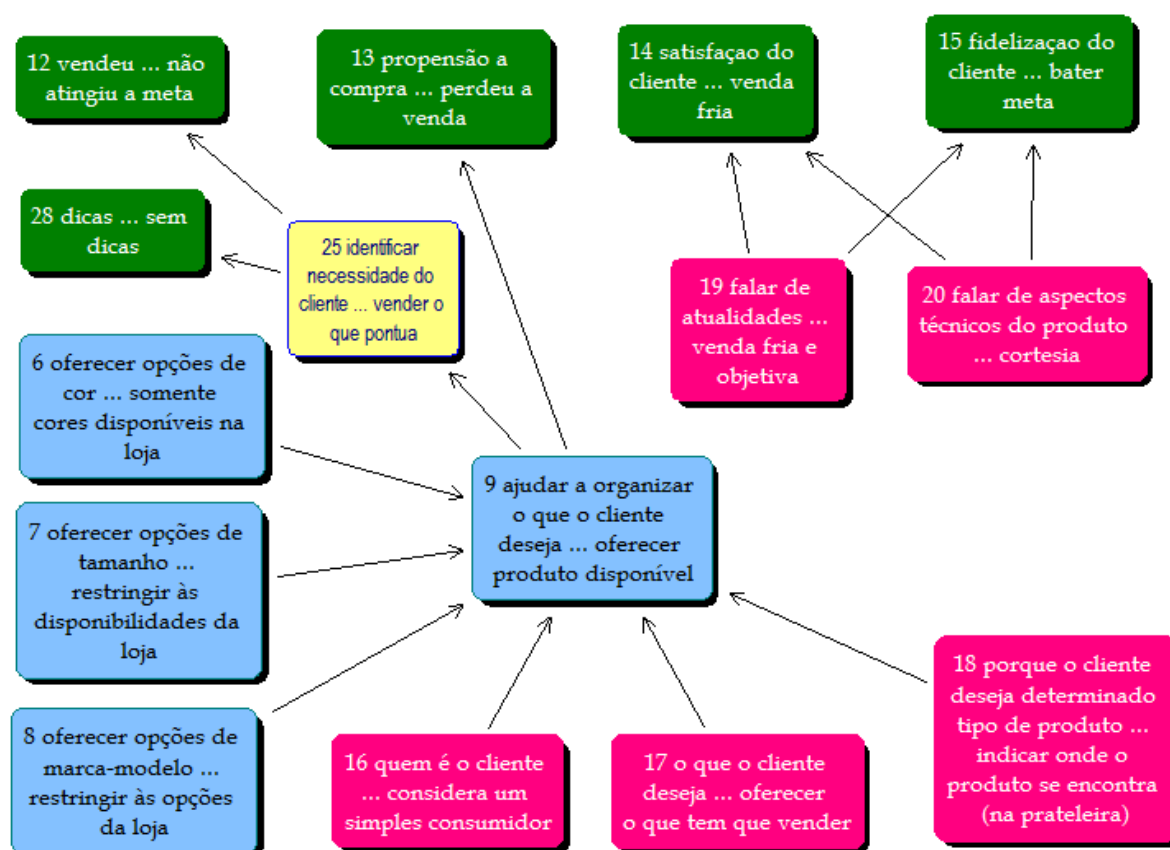 12 vendeu ... não
atingiu a meta
13 propensão a
compra ... perdeu a
venda
14 satisfaçao do
cliente ... venda
fria
15 fidelizaçao do
cliente ... bater
meta
28 dicas ... sem
dicas
25 identificar
necessidade do
cliente ... vender o
que pontua
19 falar de
atualidades ...
venda fria e
objetiva
20 falar de aspectos
técnicos do produto
... cortesia
6 oferecer opções de
cor ... somente
cores disponíveis na
loja
9 ajudar a organizar
o que o cliente
deseja ... oferecer
produto disponível
7 oferecer opções de
tamanho ...
restringir às
disponibilidades da
loja
8 oferecer opções de
marca-modelo ...
restringir às opções
da loja
16 quem é o cliente
... considera um
simples consumidor
17 o que o cliente
deseja ... oferecer
o que tem que vender
18 porque o cliente
deseja determinado
tipo de produto ...
indicar onde o
produto se encontra
(na prateleira)